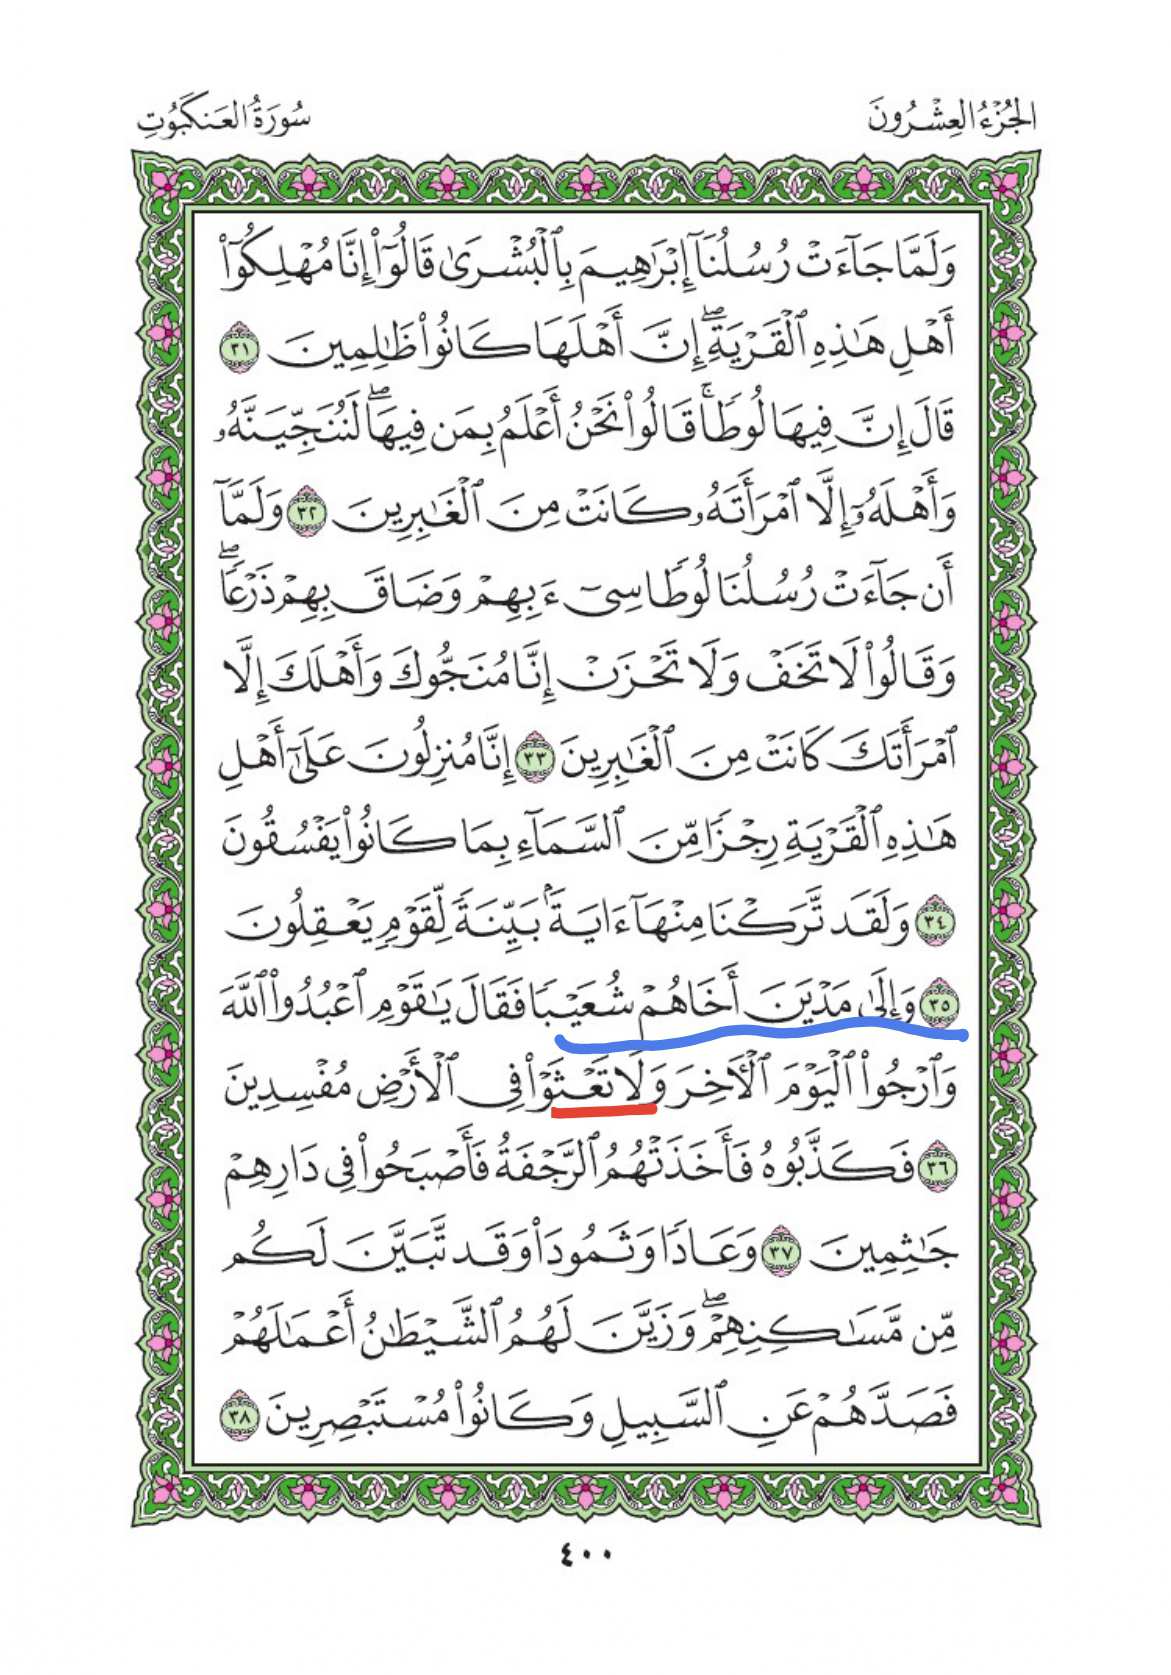 الجُزْءُ العِشْرُونَ
سُورَةُ العَنكَبُوتِ
وَلَمَّا جَآءَتْ رُسُلُنَآ إِبْرَٰهِيمَ بِٱلْبُشْرَىٰ قَالُوٓا۟ إِنَّا مُهْلِكُوٓا۟
أَهْلِ هَٰذِهِ ٱلْقَرْيَةِ ۖ إِنَّ أَهْلَهَا كَانُوا۟ ظَٰلِمِينَ ٣١
قَالَ إِنَّ فِيهَا لُوطًا ۚ قَالُوا۟ نَحْنُ أَعْلَمُ بِمَن فِيهَا ۖ لَنُنَجِّيَنَّهُۥ
وَأَهْلَهُۥٓ إِلَّا ٱمْرَأَتَهُۥ كَانَتْ مِنَ ٱلْغَٰبِرِينَ ٣٢ وَلَمَّآ
أَن جَآءَتْ رُسُلُنَا لُوطًا سِىٓءَ بِهِمْ وَضَاقَ بِهِمْ ذَرْعًا ۖ
وَقَالُوا۟ لَا تَخَفْ وَلَا تَحْزَنْ إِنَّا مُنَجُّوكَ وَأَهْلَكَ إِلَّا
ٱمْرَأَتَكَ كَانَتْ مِنَ ٱلْغَٰبِرِينَ ٣٣ إِنَّا مُنزِلُونَ عَلَىٰٓ أَهْلِ
هَٰذِهِ ٱلْقَرْيَةِ رِجْزًا مِّنَ ٱلسَّمَآءِ بِمَا كَانُوا۟ يَفْسُقُونَ
٣٤ وَلَقَد تَّرَكْنَا مِنْهَآ ءَايَةًۢ بَيِّنَةً لِّقَوْمٍ يَعْقِلُونَ
٣٥ وَإِلَىٰ مَدْيَنَ أَخَاهُمْ شُعَيْبًا فَقَالَ يَٰقَوْمِ ٱعْبُدُوا۟ ٱللَّهَ
وَٱرْجُوا۟ ٱلْيَوْمَ ٱلْءَاخِرَ وَلَا تَعْثَوْا۟ فِى ٱلْأَرْضِ مُفْسِدِينَ
٣٦ فَكَذَّبُوهُ فَأَخَذَتْهُمُ ٱلرَّجْفَةُ فَأَصْبَحُوا۟ فِى دَارِهِمْ
جَٰثِمِينَ ٣٧ وَعَادًا وَثَمُودَا۟ وَقَد تَّبَيَّنَ لَكُم
مِّن مَّسَٰكِنِهِمْ ۖ وَزَيَّنَ لَهُمُ ٱلشَّيْطَٰنُ أَعْمَٰلَهُمْ
فَصَدَّهُمْ عَنِ ٱلسَّبِيلِ وَكَانُوا۟ مُسْتَبْصِرِينَ ٣٨
٤٠٠